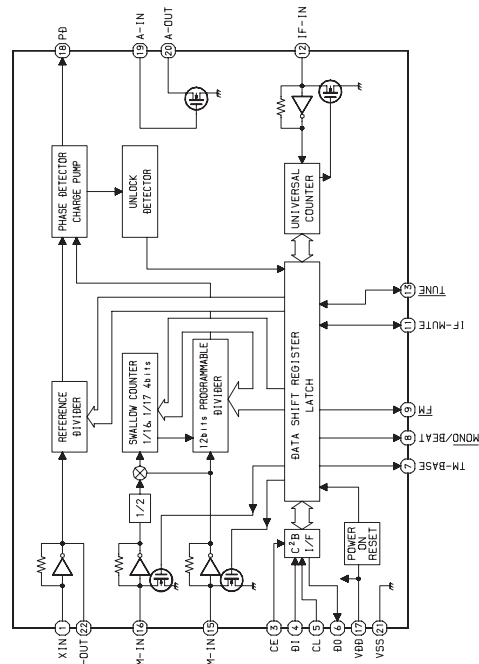 18 PD
19 A-IN
20 A-OUT
12 IF-IN
PHASE DETECTOR
CHARGE PUMP
UNLOCK
DETECTOR
UNIVERSAL
COUNTER
REFERENCE
DIVIDER
SWALLOW COUNTER
1/16 1/17 4bits
12bits PROGRAMMABLE
DIVIDER
DATA SHIFT REGISTER
LATCH
1/2
C²B
I/F
POWER
ON
RESET
13 TUNE
11 IF-MUTE
9 FM
8 MONO/BEAT
7 TM-BASE
XIN 1
-OUT 22
M-IN 16
M-IN 15
CE 3
DI 4
CL 5
DO 6
VDD 17
VSS 21